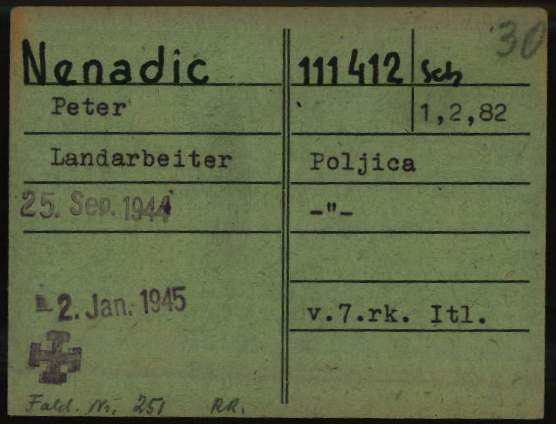 30
Nenadic 111412 Sch
Peter 1,2,82
Landarbeiter Poljica
25. Sep. 1944 -"-
2. Jan. 1945 v.7.rk. Itl.
Fald. Nr. 251 RR.